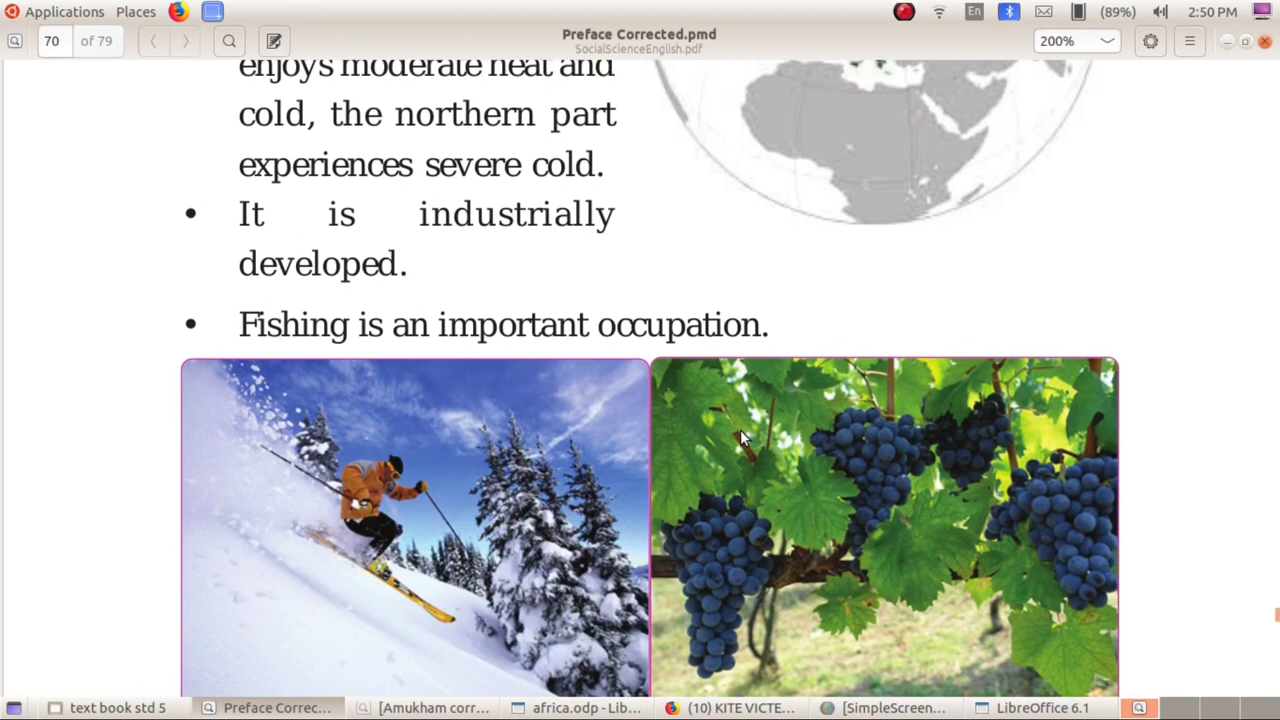 Applications Places En (89%) 2:50 PM
70 of 79 Preface Corrected.pmd 200%
SocialScienceEnglish.pdf
enjoys moderate heat and
cold, the northern part
experiences severe cold.
• It is industrially
developed.
• Fishing is an important occupation.
text book std 5 Preface Correc... [Amukham corr... africa.odp - Lib... (10) KITE VICTE... [SimpleScreen... LibreOffice 6.1